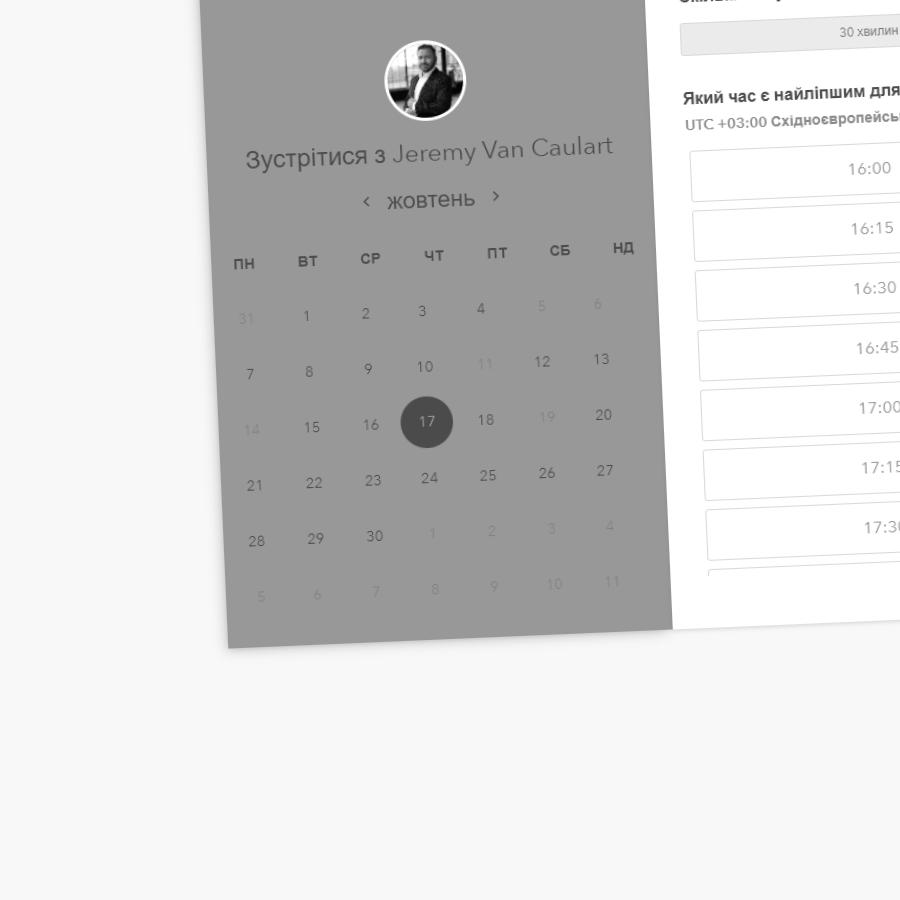 Зустрітися з Jeremy Van Caulart
жовтень
ПН ВТ СР ЧТ ПТ СБ НД
31 1 2 3 4 5 6
7 8 9 10 11 12 13
14 15 16 17 18 19 20
21 22 23 24 25 26 27
28 29 30 1 2 3 4
5 6 7 8 9 10 11
30 хвилин
Який час є найліпшим для
UTC +03:00 Східноєвропейсь
16:00
16:15
16:30
16:45
17:00
17:15
17:30